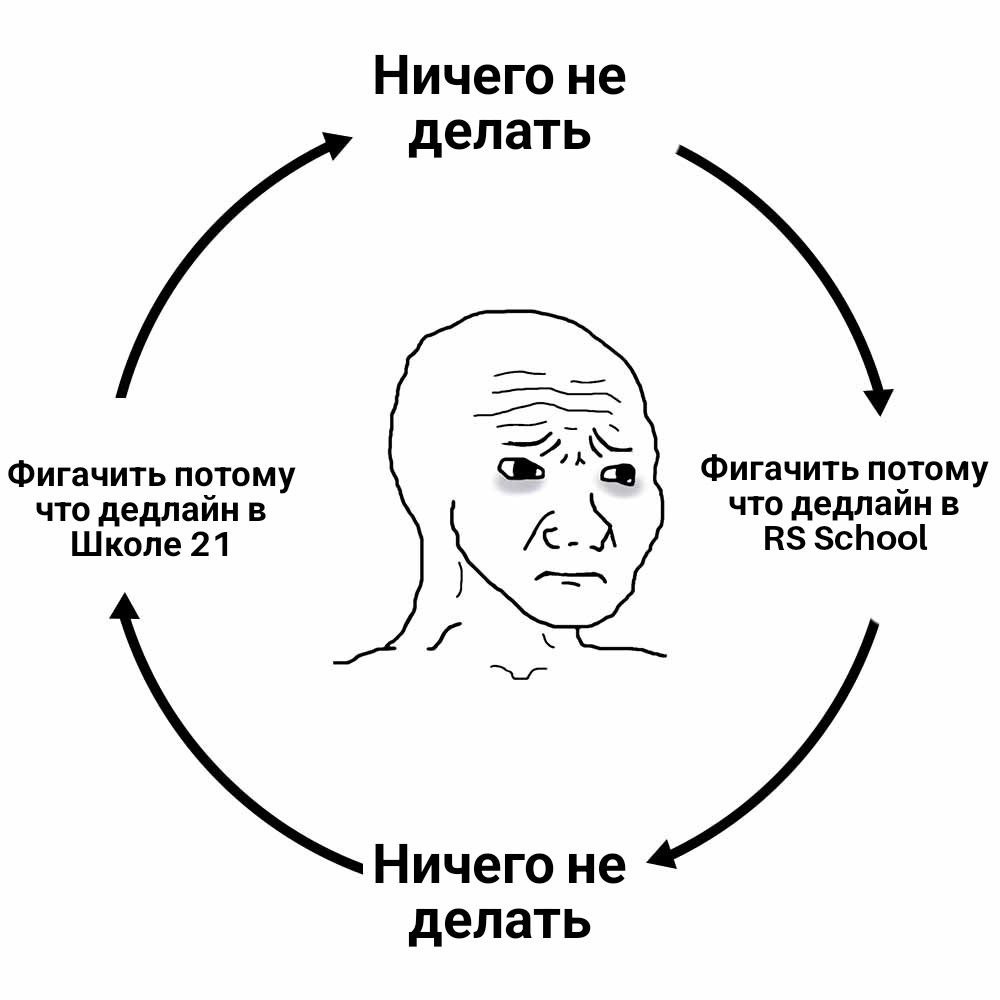 Ничего не
делать
Фигачить потому
что дедлайн в
Школе 21
Фигачить потому
что дедлайн в
RS School
Ничего не
делать